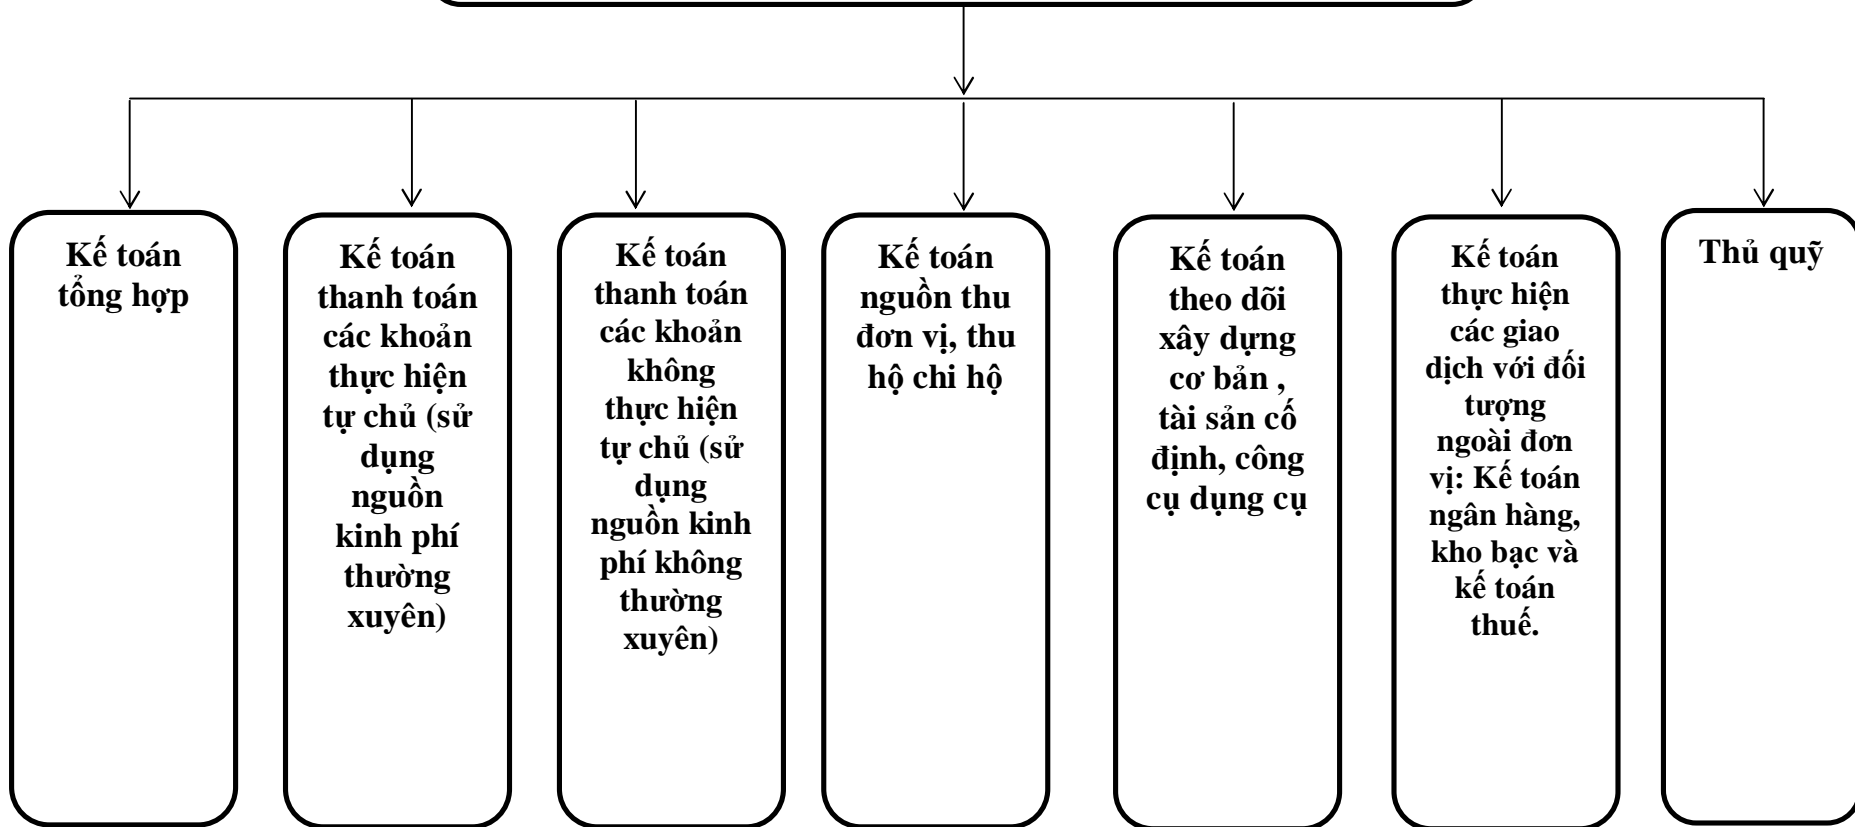 Kế toán
tổng hợp
Kế toán
thanh toán
các khoản
thực hiện
tự chủ (sử
dụng
nguồn
kinh phí
thường
xuyên)
Kế toán
thanh toán
các khoản
không
thực hiện
tự chủ (sử
dụng
nguồn kinh
phí không
thường
xuyên)
Kế toán
nguồn thu
đơn vị, thu
hộ chi hộ
Kế toán
theo dõi
xây dựng
cơ bản ,
tài sản cố
định, công
cụ dụng cụ
Kế toán
thực hiện
các giao
dịch với đối
tượng
ngoài đơn
vị: Kế toán
ngân hàng,
kho bạc và
kế toán
thuế.
Thủ quỹ